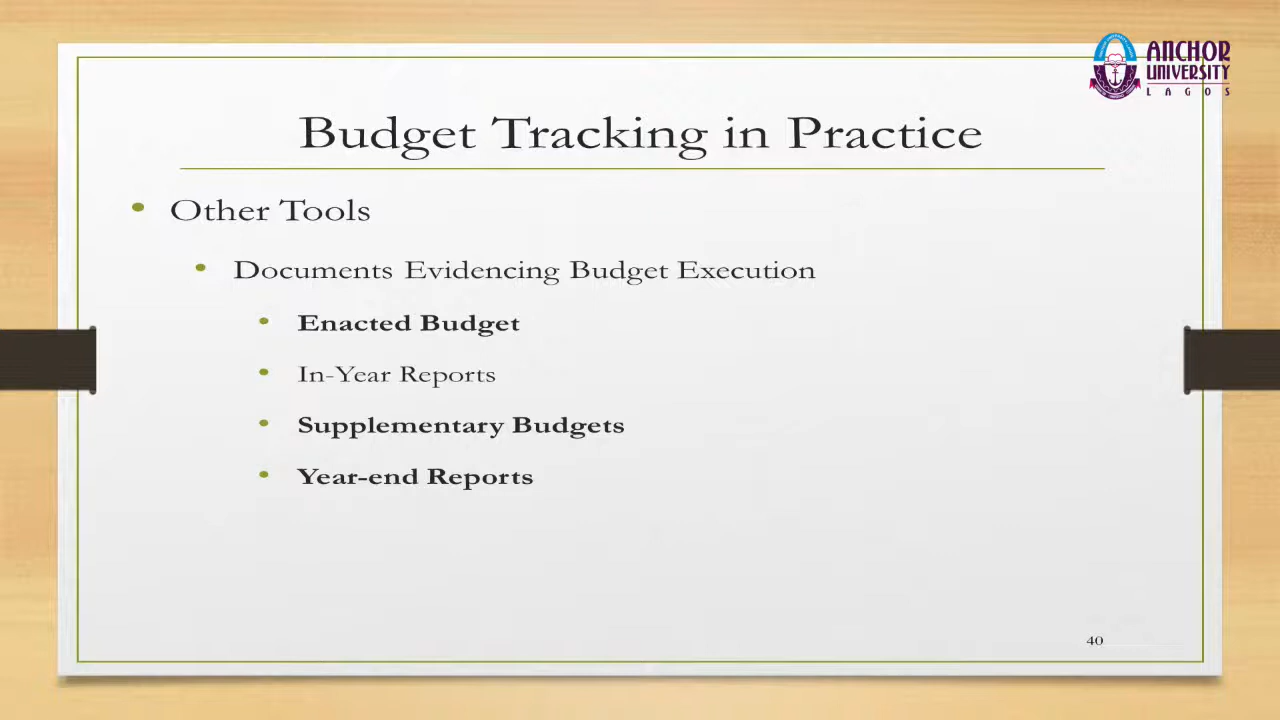 ANCHOR
UNIVERSITY
LAGOS
Budget Tracking in Practice
Other Tools
Documents Evidencing Budget Execution
Enacted Budget
In-Year Reports
Supplementary Budgets
Year-end Reports
40